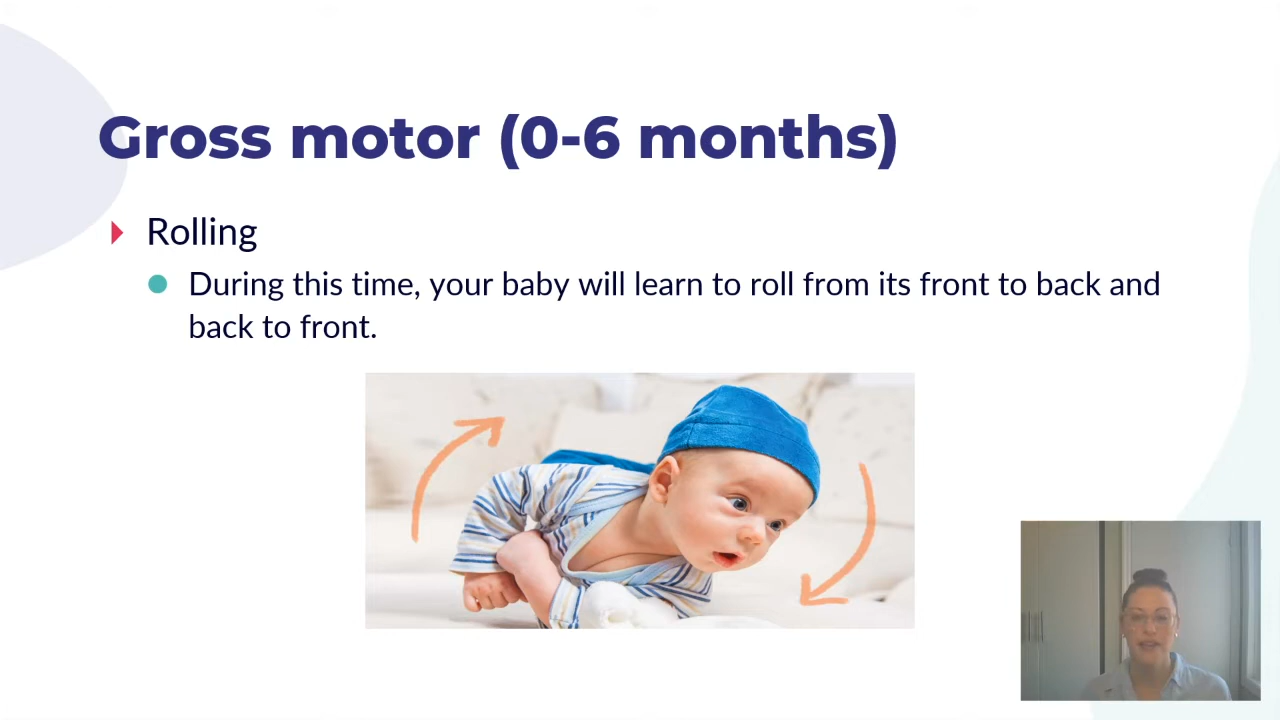 Gross motor (0-6 months)
Rolling
During this time, your baby will learn to roll from its front to back and
back to front.